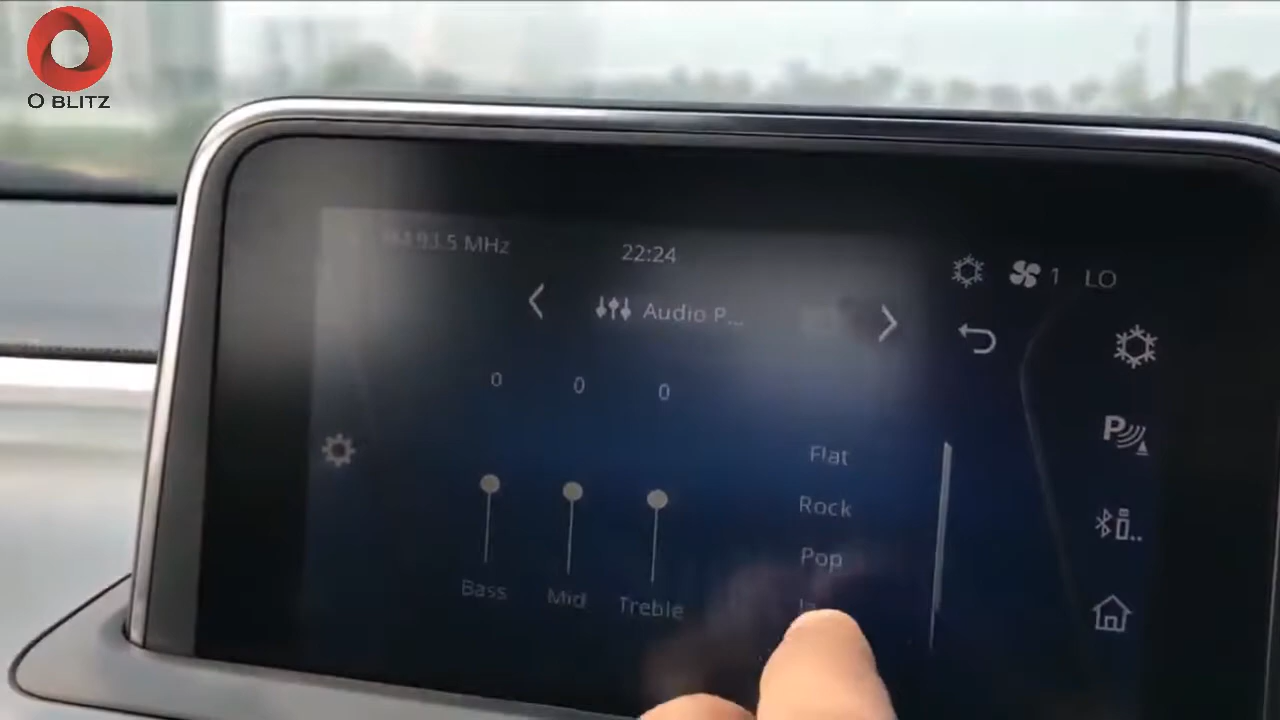 O BLITZ
93.5 MHz
22:24
1 LO
Audio P...
0 0 0
Flat
Rock
Pop
Bass Mid Treble
P